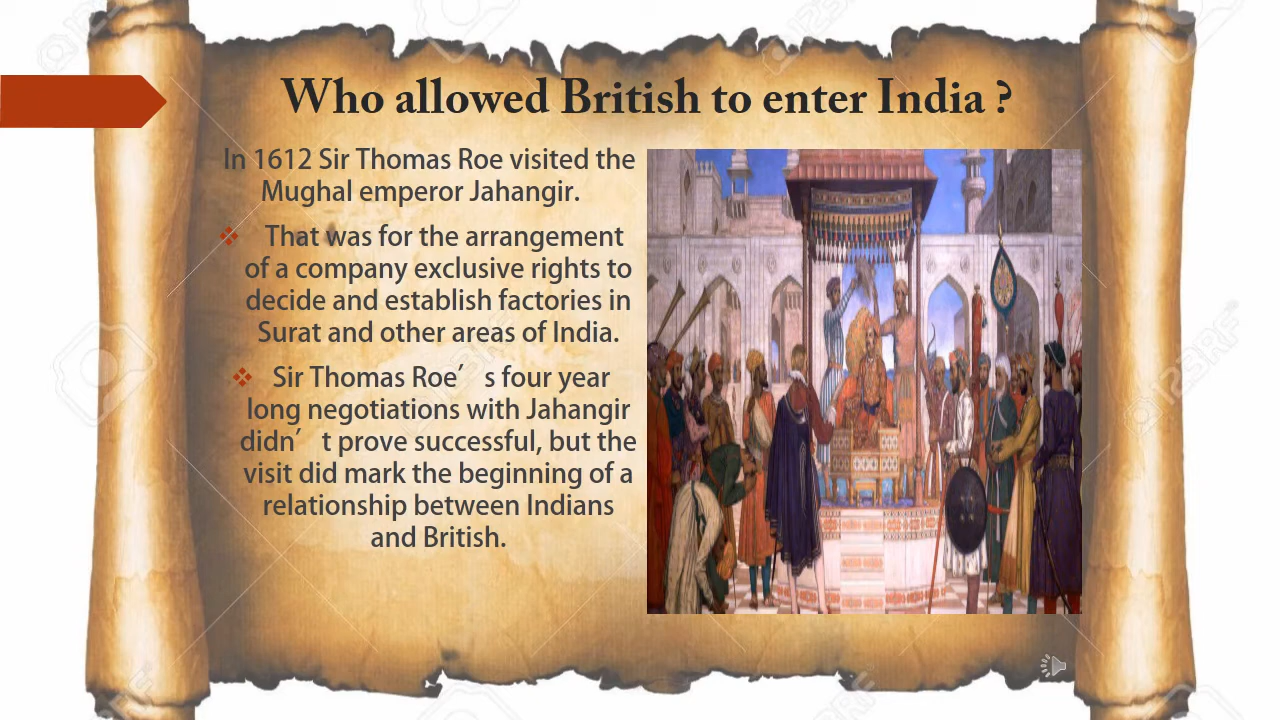 Who allowed British to enter India ?
In 1612 Sir Thomas Roe visited the
Mughal emperor Jahangir.
❖ That was for the arrangement
of a company exclusive rights to
decide and establish factories in
Surat and other areas of India.
❖ Sir Thomas Roe’ s four year
long negotiations with Jahangir
didn’ t prove successful, but the
visit did mark the beginning of a
relationship between Indians
and British.